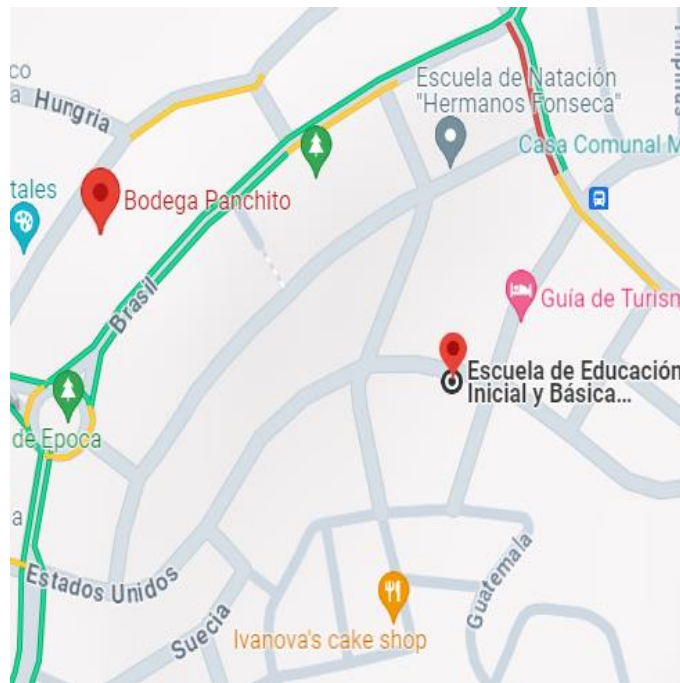 co
a Hungria
Escuela de Natación
"Hermanos Fonseca"
Casa Comunal M
tales
Bodega Panchito
Brasil
Guía de Turism
Escuela de Educación
Inicial y Básica...
de Epoca
a
Estados Unidos
Suecia
Guatemala
Ivanova's cake shop